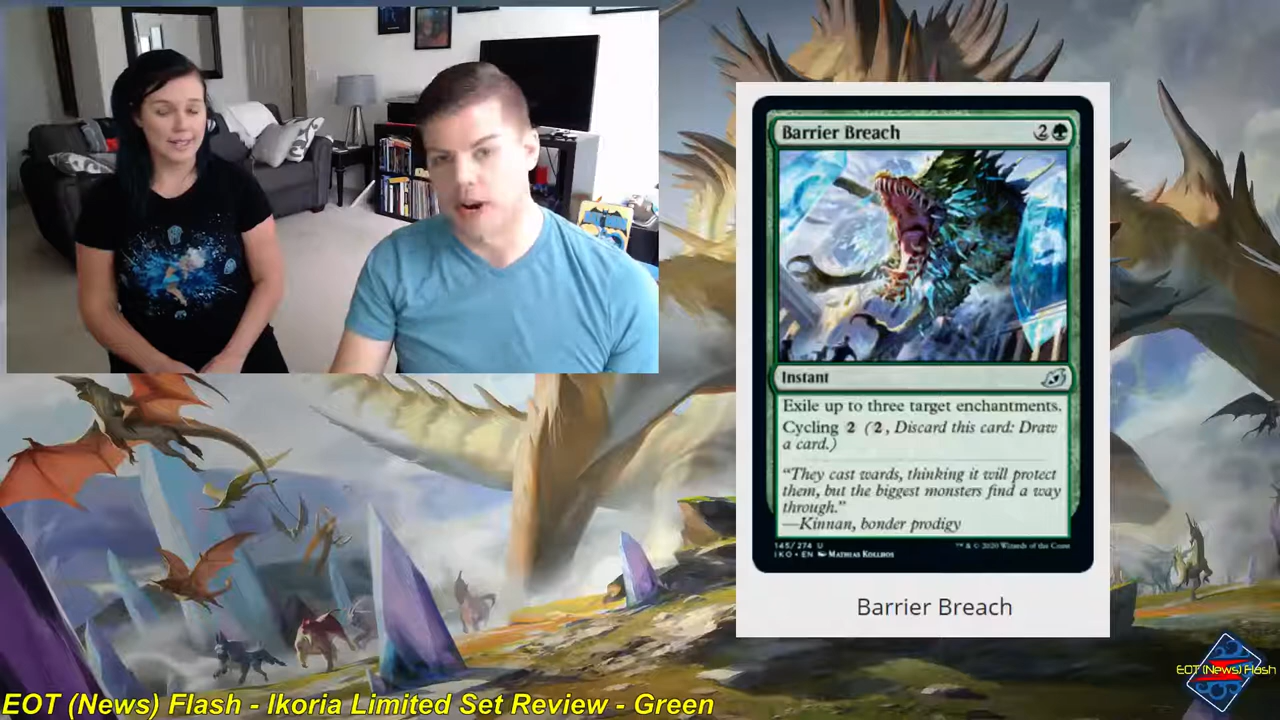 Barrier Breach 2
Instant
Exile up to three target enchantments.
Cycling 2 (2, Discard this card: Draw
a card.)
"They cast wards, thinking it will protect
them, but the biggest monsters find a way
through."
—Kinnan, bonder prodigy
145/274 U
IKO • EN Mathias Kollros
™ & © 2020 Wizards of the Coast
Barrier Breach
EOT (News) Flash
EOT (News) Flash - Ikoria Limited Set Review - Green